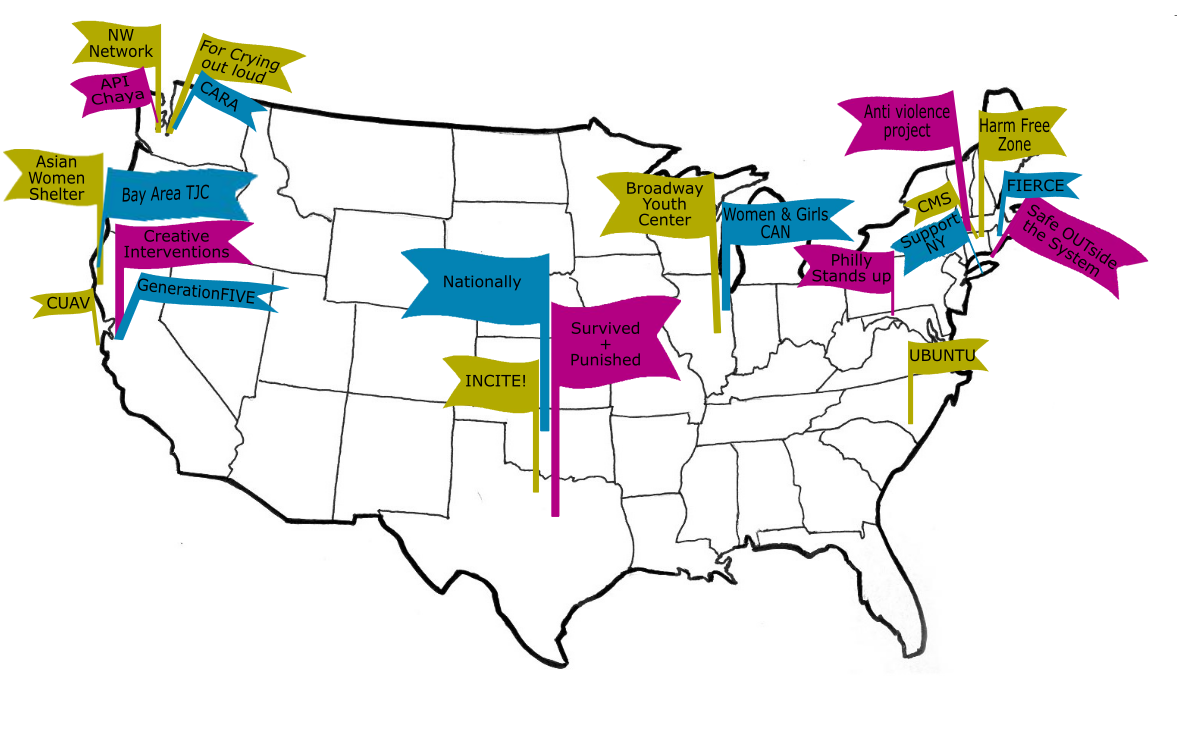 NW
Network
For Crying
out loud
API
Chaya
CARA
Asian
Women
Shelter
Bay Area TJC
Creative
Interventions
GenerationFIVE
CUAV
Nationally
Survived
+
Punished
INCITE!
Broadway
Youth
Center
Women & Girls
CAN
Anti violence
project
Harm Free
Zone
FIERCE
CMS
Support
NY
Safe OUTside
the System
Philly
Stands up
UBUNTU